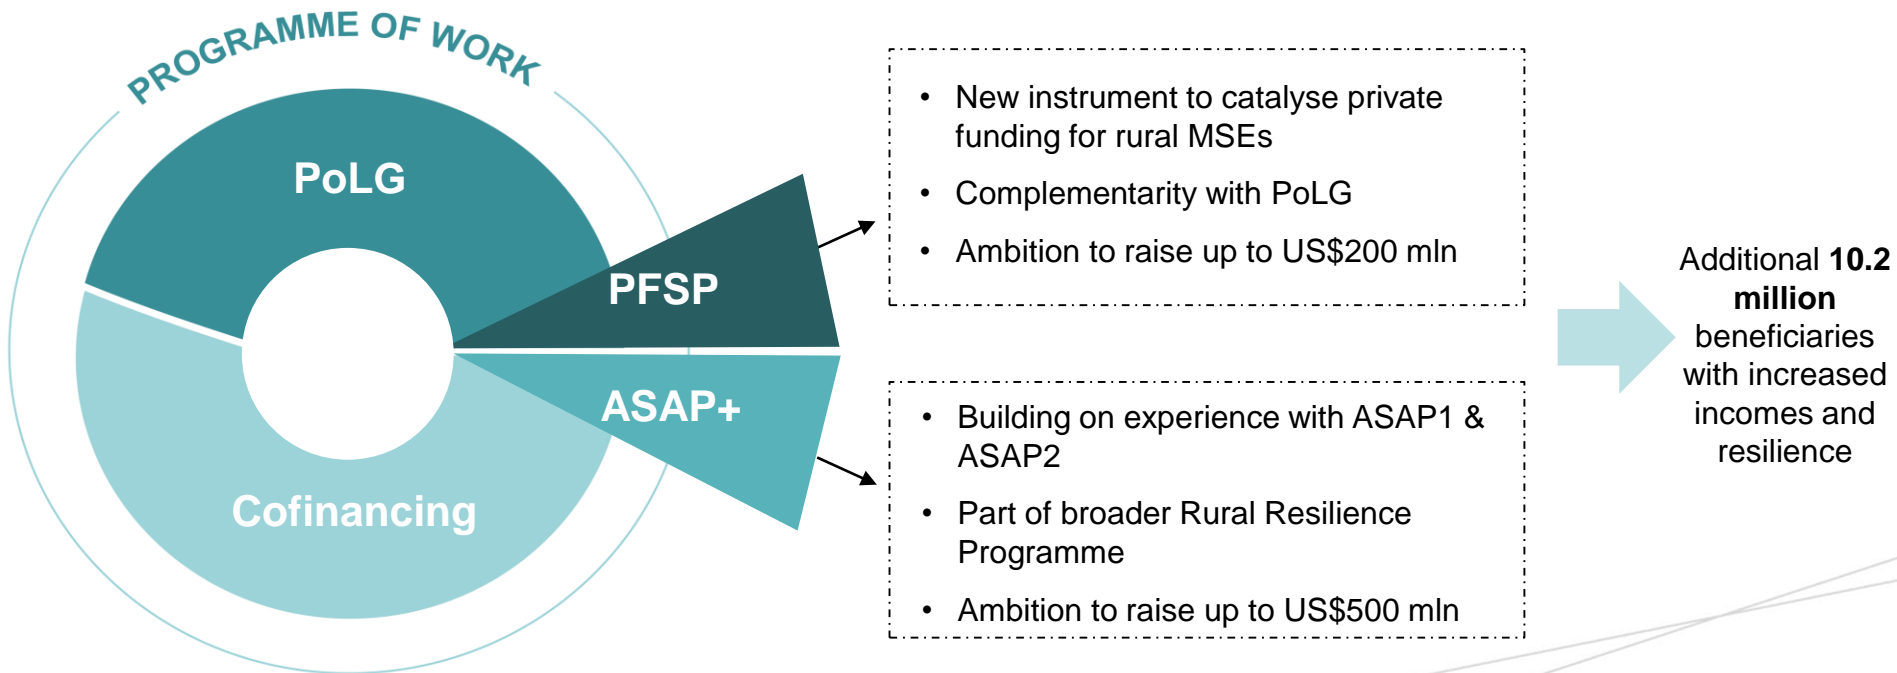 PROGRAMME OF WORK
PoLG
PFSP
ASAP+
Cofinancing
• New instrument to catalyse private
funding for rural MSEs
• Complementarity with PoLG
• Ambition to raise up to US$200 mln
• Building on experience with ASAP1 &
ASAP2
• Part of broader Rural Resilience
Programme
• Ambition to raise up to US$500 mln
Additional 10.2
million
beneficiaries
with increased
incomes and
resilience